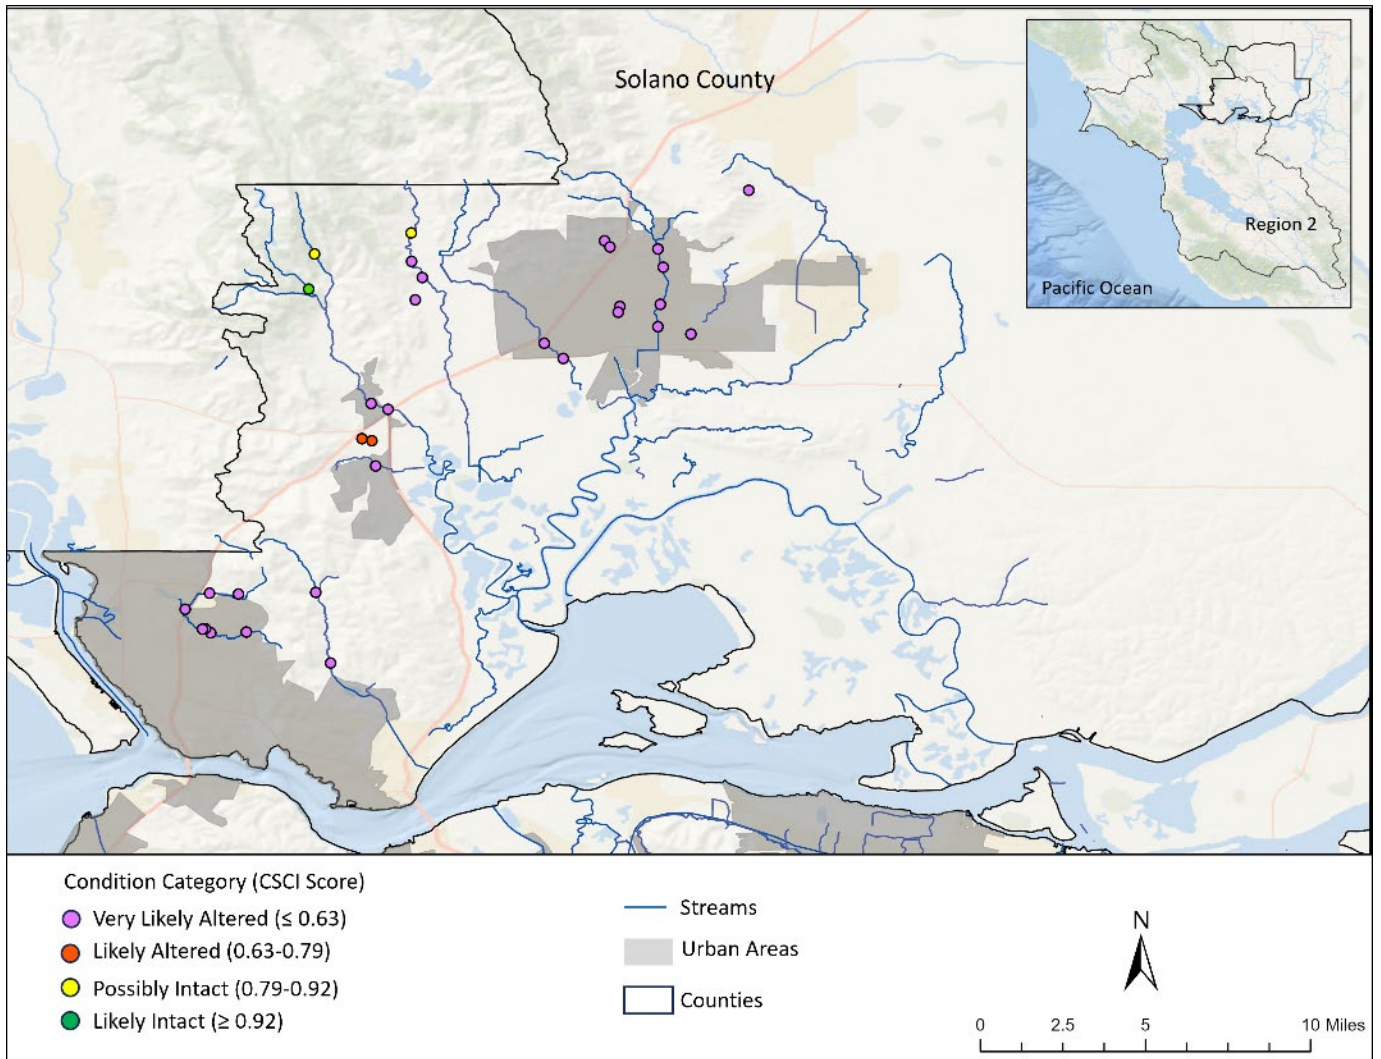 Solano County
Region 2
Pacific Ocean
Condition Category (CSCI Score)
Very Likely Altered (≤ 0.63)
Likely Altered (0.63-0.79)
Possibly Intact (0.79-0.92)
Likely Intact (≥ 0.92)
Streams
Urban Areas
Counties
N
0 2.5 5 10 Miles